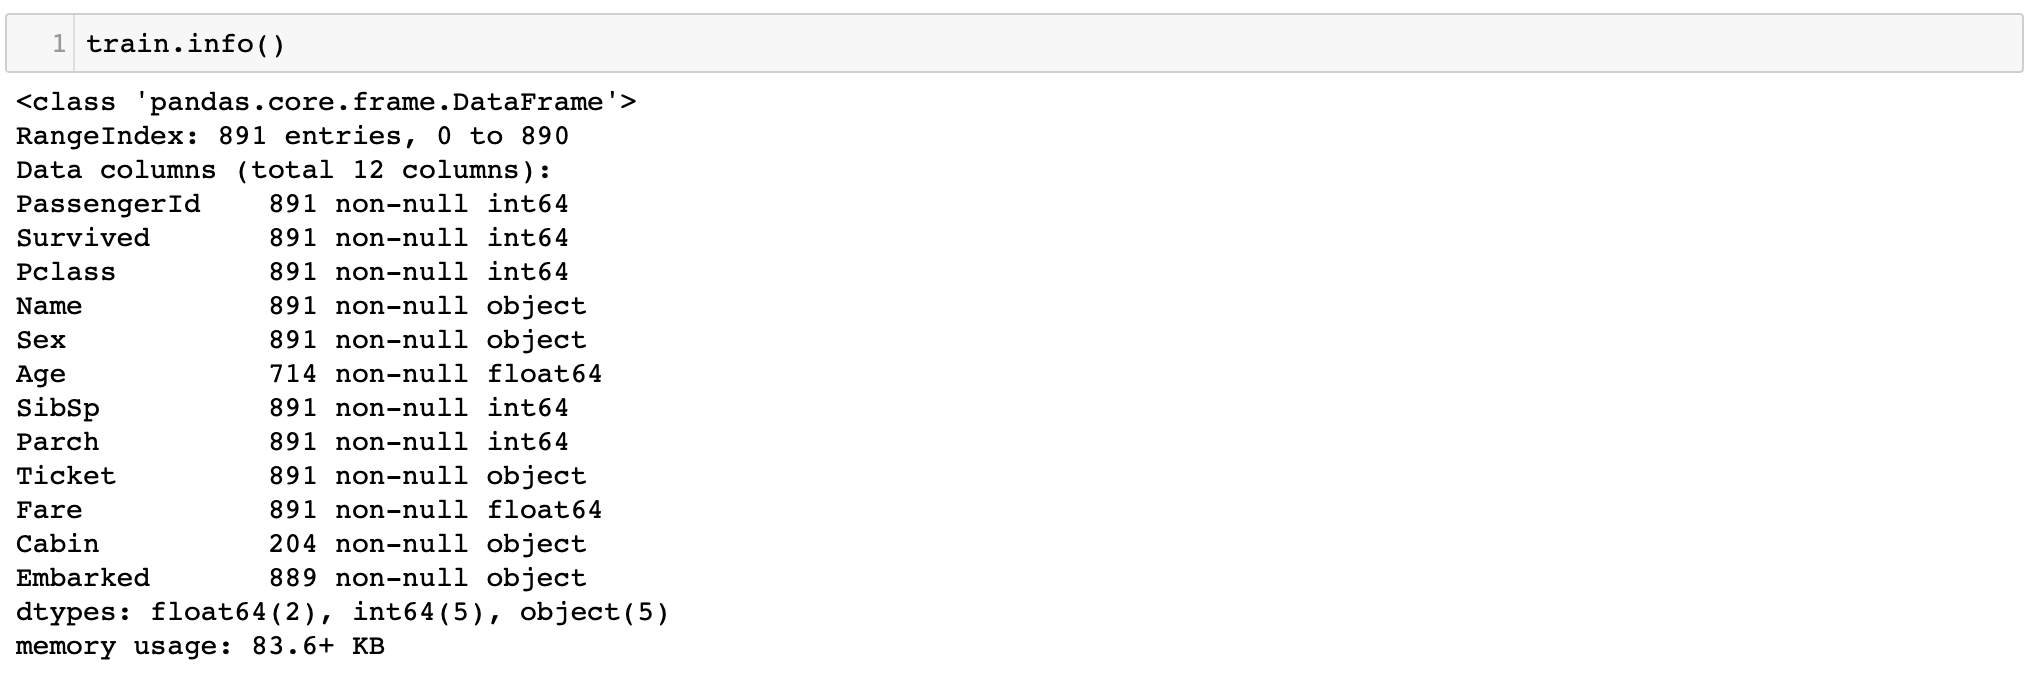 1 train.info()
<class 'pandas.core.frame.DataFrame'>
RangeIndex: 891 entries, 0 to 890
Data columns (total 12 columns):
PassengerId    891 non-null int64
Survived       891 non-null int64
Pclass         891 non-null int64
Name           891 non-null object
Sex            891 non-null object
Age            714 non-null float64
SibSp          891 non-null int64
Parch          891 non-null int64
Ticket         891 non-null object
Fare           891 non-null float64
Cabin          204 non-null object
Embarked       889 non-null object
dtypes: float64(2), int64(5), object(5)
memory usage: 83.6+ KB